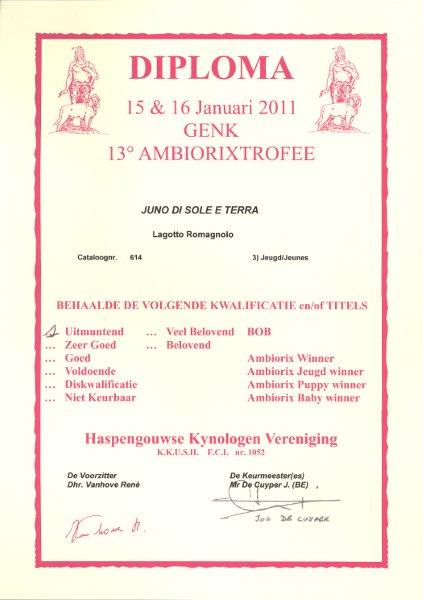 DIPLOMA
15 & 16 Januari 2011
GENK
13° AMBIORIXTROFEE
JUNO DI SOLE E TERRA
Lagotto Romagnolo
Cataloognr. 614 3) Jeugd/Jeunes
BEHAALDE DE VOLGENDE KWALIFICATIE en/of TITELS
... Uitmuntend ... Veel Belovend BOB
... Zeer Goed ... Belovend
... Goed Ambiorix Winner
... Voldoende Ambiorix Jeugd winner
... Diskwalificatie Ambiorix Puppy winner
... Niet Keurbaar Ambiorix Baby winner
Haspengouwse Kynologen Vereniging
K.K.U.S.H. F.C.I. nr. 1052
De Voorzitter De Keurmeester(es)
Dhr. Vanhove René Mr De Cuyper J. (BE) ,
JOS DE CUYPER